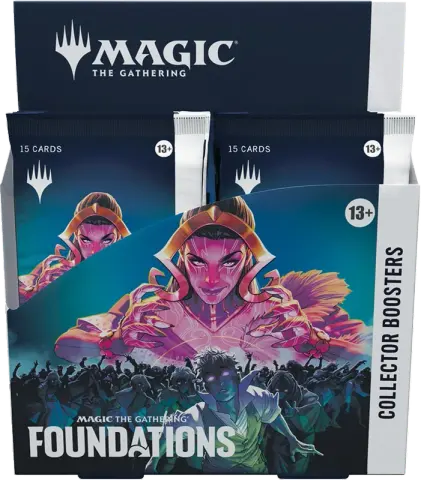 MAGIC
THE GATHERING
15 CARDS
13+
15 CARDS
13+
13+
COLLECTOR BOOSTERS
MAGIC THE GATHERING
FOUNDATIONS